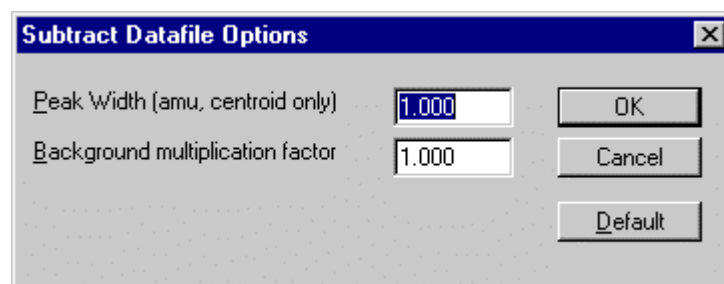 Subtract Datafile Options
Peak Width (amu, centroid only) 1.000 OK
Background multiplication factor 1.000 Cancel
Default